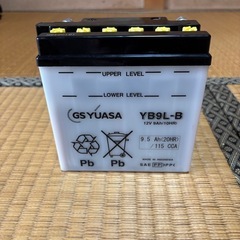 UPPER LEVEL
LOWER LEVEL
GS YUASA
YB9L-B
12V 9Ah(10HR)
9.5 Ah(20HR)
/115 CCA
Pb
Pb